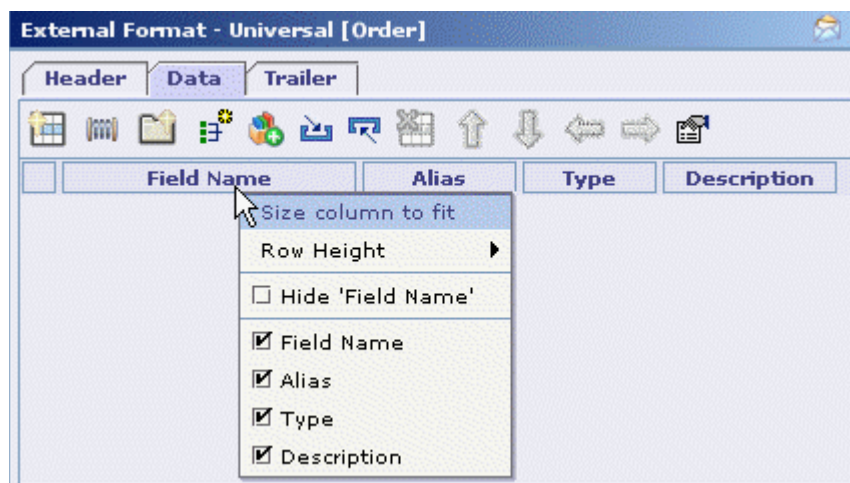 External Format - Universal [Order]
Header Data Trailer
Field Name Alias Type Description
Size column to fit
Row Height
Hide 'Field Name'
Field Name
Alias
Type
Description